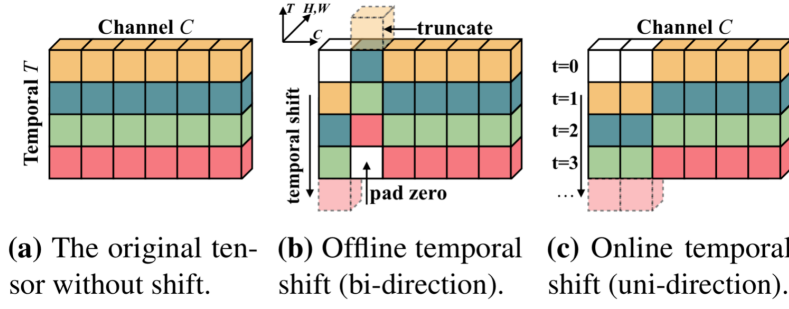 Channel C
Temporal T
T
H,W
C
truncate
temporal shift
pad zero
Channel C
t=0
t=1
t=2
t=3
...
(a) The original ten-
sor without shift.
(b) Offline temporal
shift (bi-direction).
(c) Online temporal
shift (uni-direction).